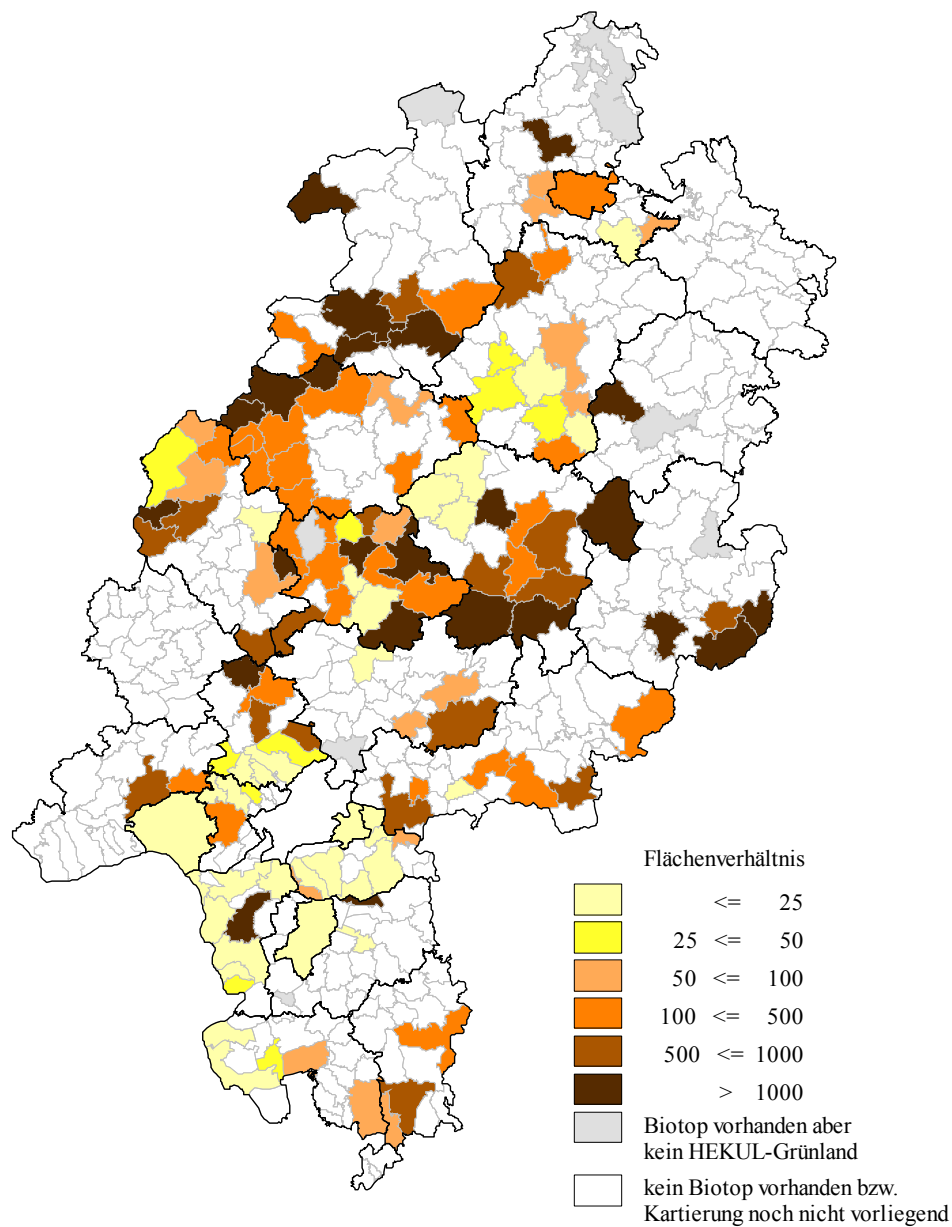 Flächenverhältnis
<= 25
25 <= 50
50 <= 100
100 <= 500
500 <= 1000
> 1000
Biotop vorhanden aber
kein HEKUL-Grünland
kein Biotop vorhanden bzw.
Kartierung noch nicht vorliegend